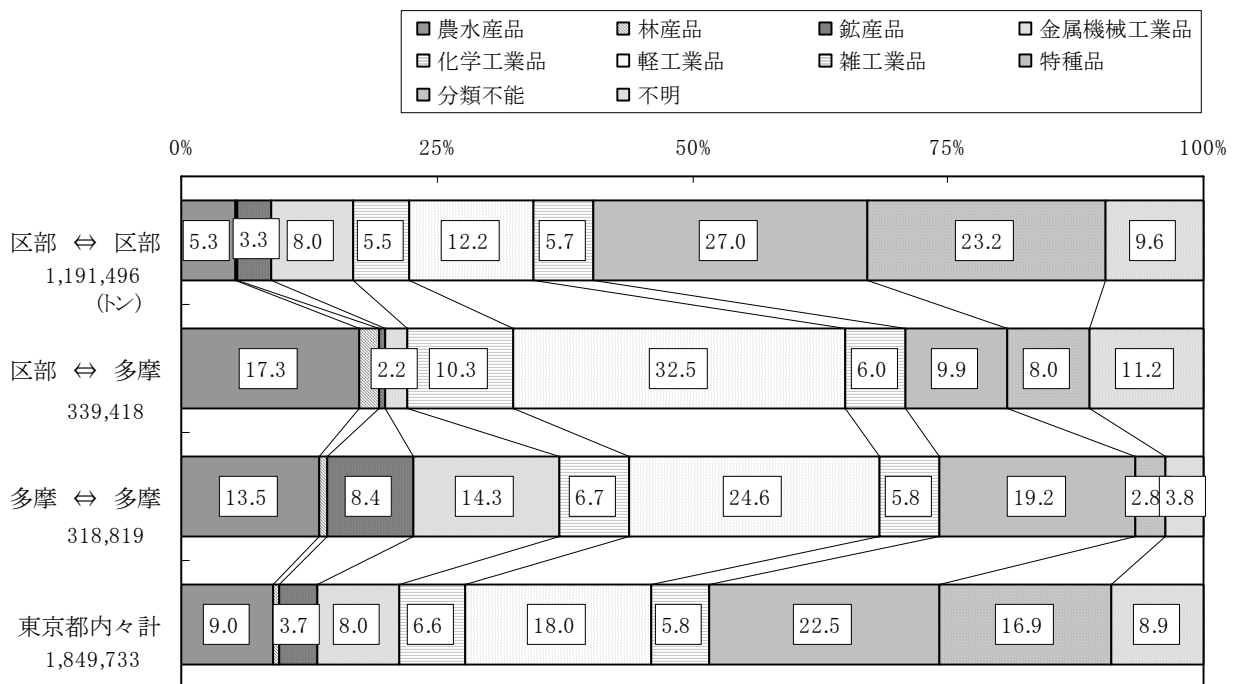 農水産品 林産品 鉱産品 金属機械工業品
化学工業品 軽工業品 雑工業品 特種品
分類不能 不明
0% 25% 50% 75% 100%
区部 ⇔ 区部
1,191,496
(トン)
5.3 3.3 8.0 5.5 12.2 5.7 27.0 23.2 9.6
区部 ⇔ 多摩
339,418
17.3 2.2 10.3 32.5 6.0 9.9 8.0 11.2
多摩 ⇔ 多摩
318,819
13.5 8.4 14.3 6.7 24.6 5.8 19.2 2.8 3.8
東京都内々計
1,849,733
9.0 3.7 8.0 6.6 18.0 5.8 22.5 16.9 8.9